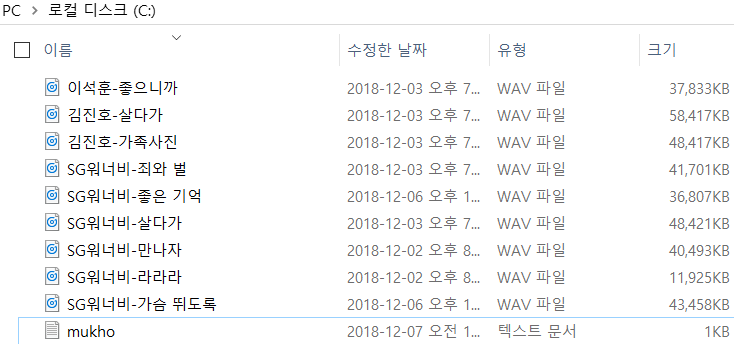 PC > 로컬 디스크 (C:)
이름 수정한 날짜 유형 크기
이석훈-좋으니까 2018-12-03 오후 7... WAV 파일 37,833KB
김진호-살다가 2018-12-03 오후 7... WAV 파일 58,417KB
김진호-가족사진 2018-12-03 오후 7... WAV 파일 48,417KB
SG워너비-죄와 벌 2018-12-03 오후 7... WAV 파일 41,701KB
SG워너비-좋은 기억 2018-12-06 오후 1... WAV 파일 36,807KB
SG워너비-살다가 2018-12-03 오후 7... WAV 파일 48,421KB
SG워너비-만나자 2018-12-02 오후 8... WAV 파일 40,493KB
SG워너비-라라라 2018-12-02 오후 8... WAV 파일 11,925KB
SG워너비-가슴 뛰도록 2018-12-06 오후 1... WAV 파일 43,458KB
mukho 2018-12-07 오전 1... 텍스트 문서 1KB